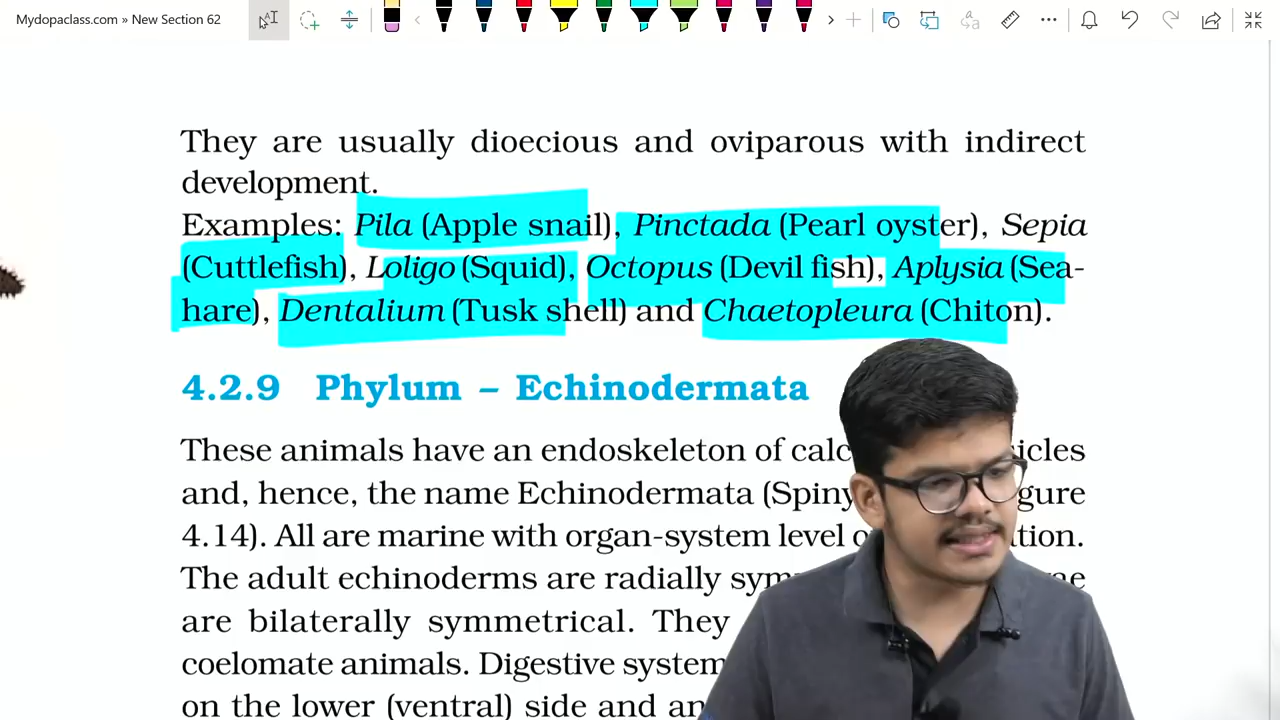 Mydopaclass.com » New Section 62
They are usually dioecious and oviparous with indirect
development.
Examples: Pila (Apple snail), Pinctada (Pearl oyster), Sepia
(Cuttlefish), Loligo (Squid), Octopus (Devil fish), Aplysia (Sea-
hare), Dentalium (Tusk shell) and Chaetopleura (Chiton).
4.2.9 Phylum – Echinodermata
These animals have an endoskeleton of
and, hence, the name Echinodermata (Spiny
4.14). All are marine with organ-system level
The adult echinoderms are radially
are bilaterally symmetrical. They
coelomate animals. Digestive system
on the lower (ventral) side and